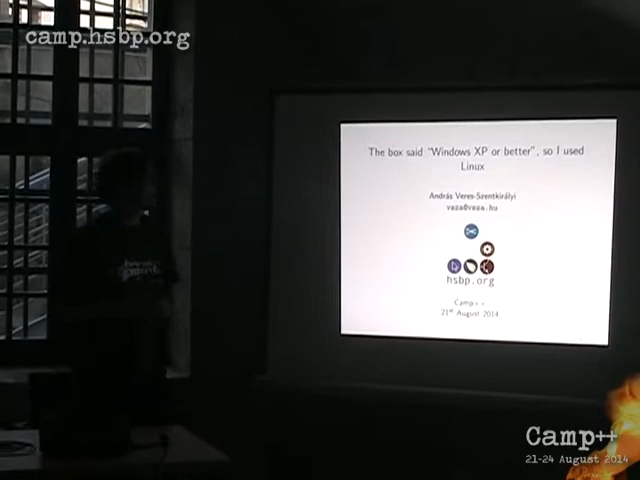 camp.hsbp.org
The box said "Windows XP or better", so I used
Linux
András Veres-Szentkirályi
vsza@vsza.hu
hsbp.org
Camp++
21st August 2014
Camp++
21-24 August 2014